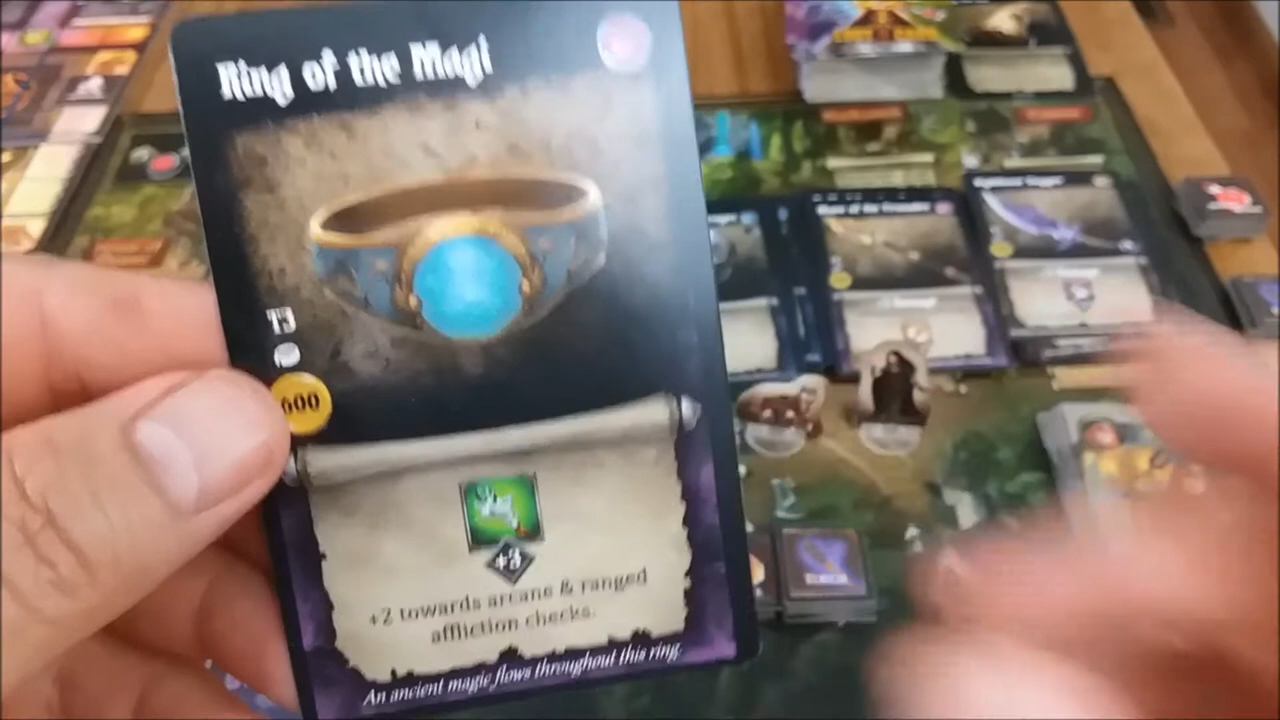 Ring of the Magi
T3
600
+3
+2 towards arcane & ranged
affliction checks.
An ancient magic flows throughout this ring.